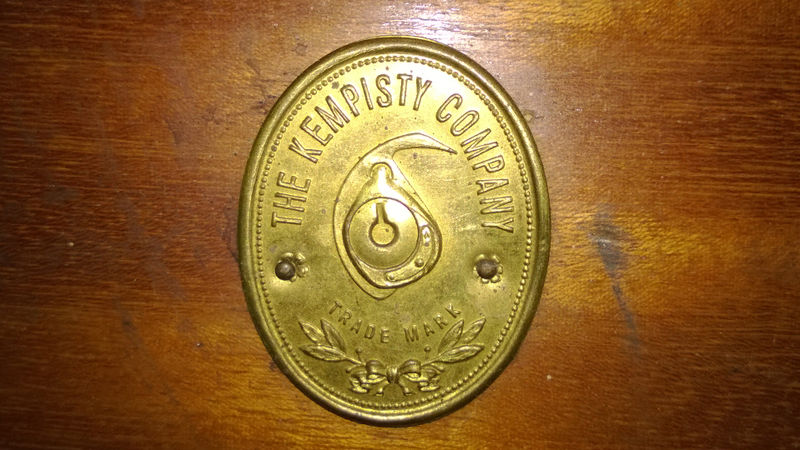 THE KEMPISTY COMPANY
TRADE MARK